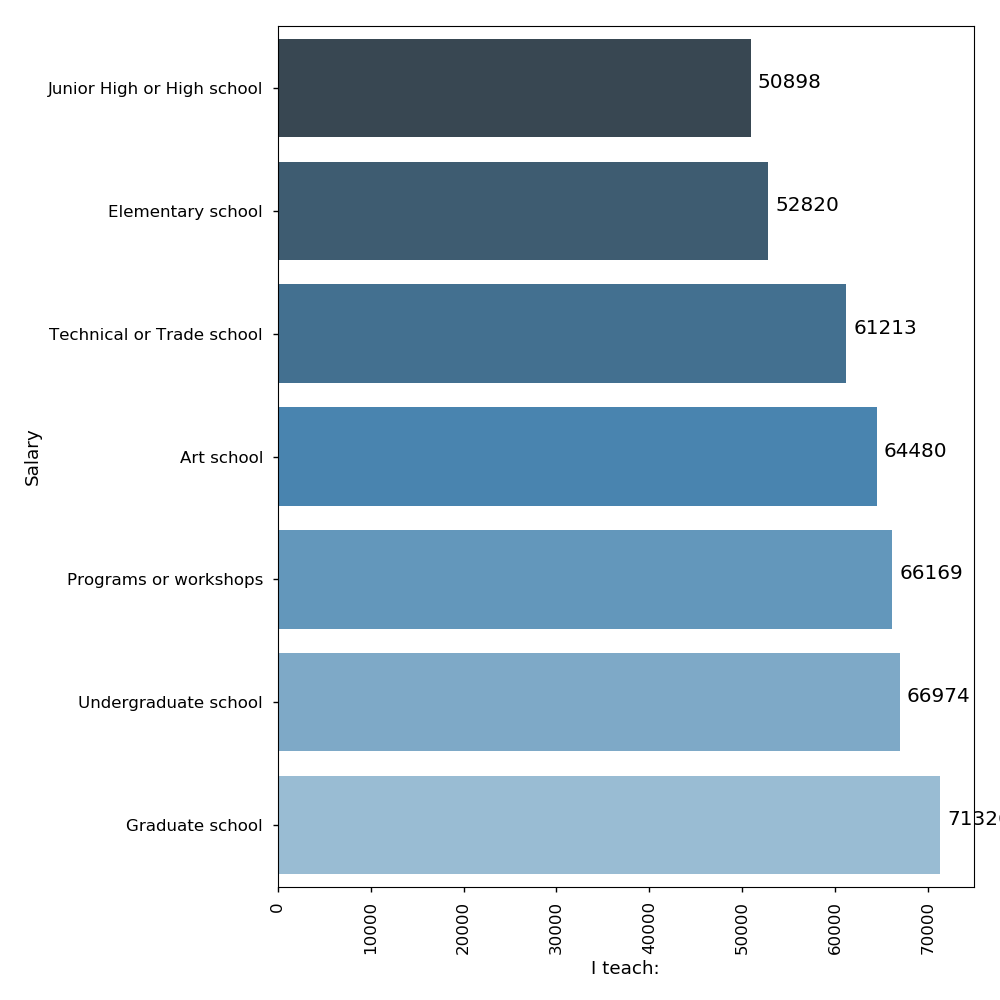 Junior High or High school
50898
Elementary school
52820
Technical or Trade school
61213
Art school
64480
Programs or workshops
66169
Undergraduate school
66974
Graduate school
Salary
0
10000
20000
30000
40000
50000
60000
70000
I teach: